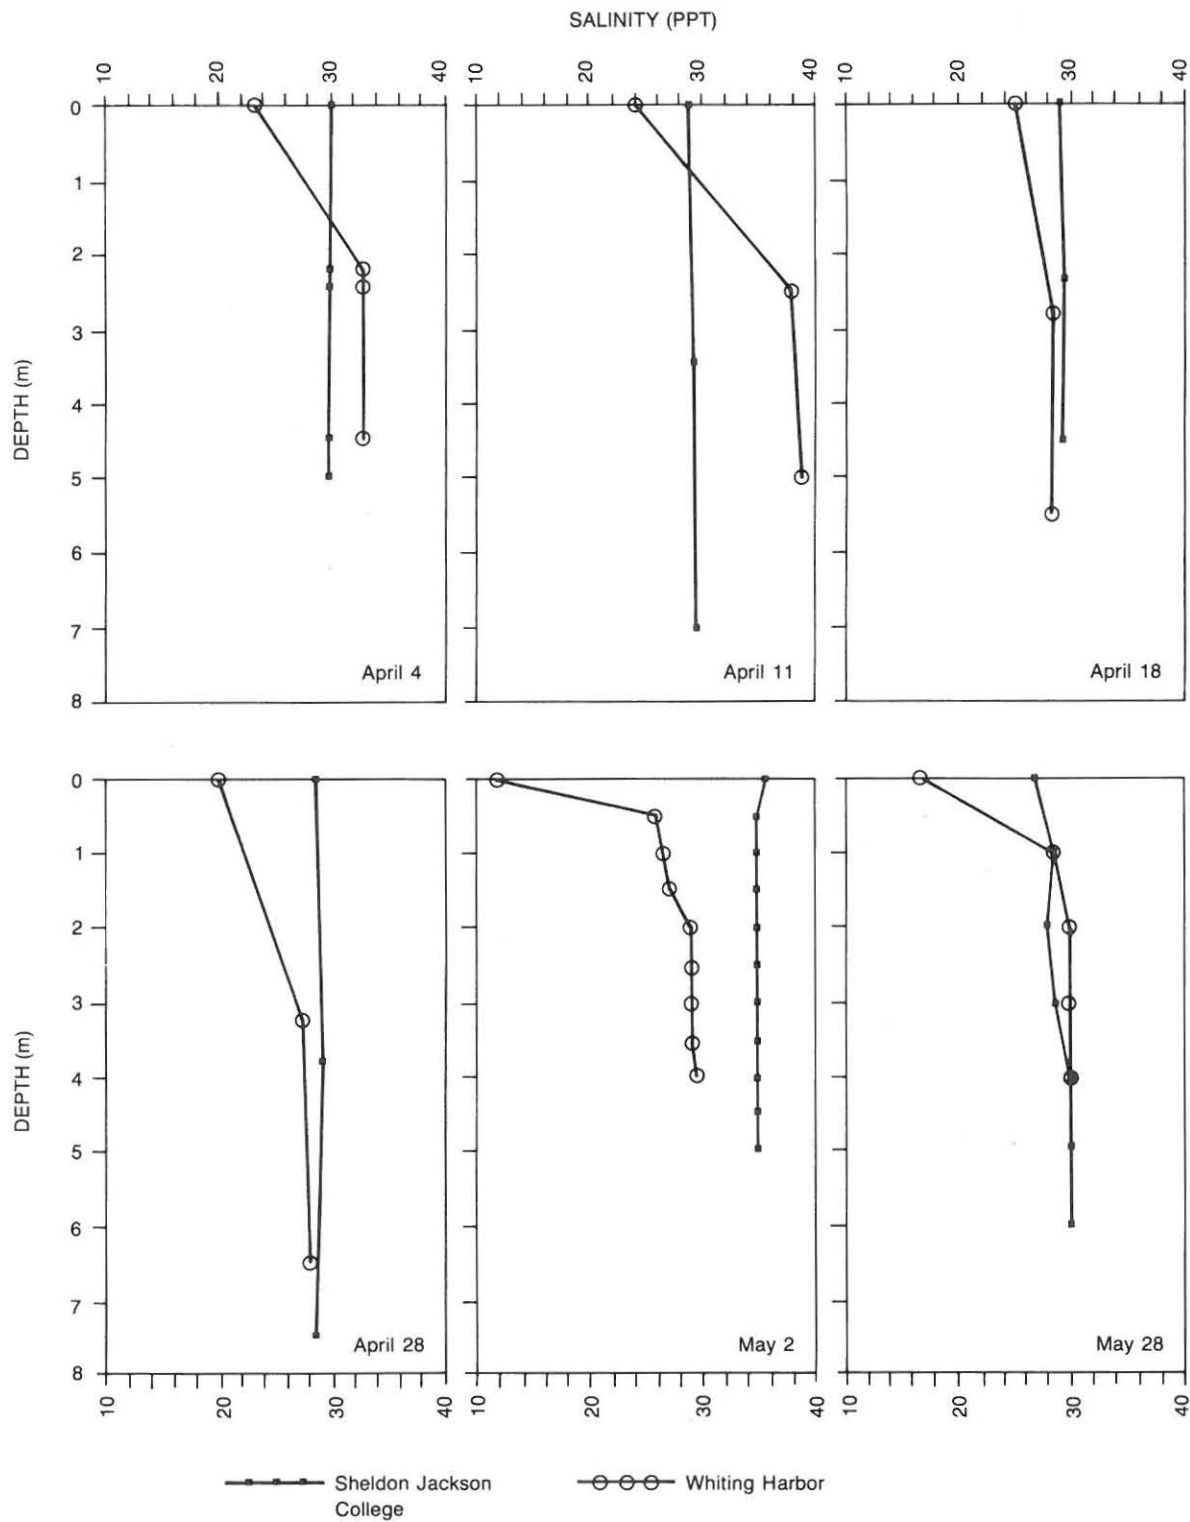 SALINITY (PPT)
10 20 30 40 10 20 30 40 10 20 30 40
0
1
2
3
4
5
6
7
8
DEPTH (m)
April 4
April 11
April 18
0
1
2
3
4
5
6
7
8
DEPTH (m)
April 28
May 2
May 28
10 20 30 40 10 20 30 40 10 20 30 40
Sheldon Jackson
College
Whiting Harbor